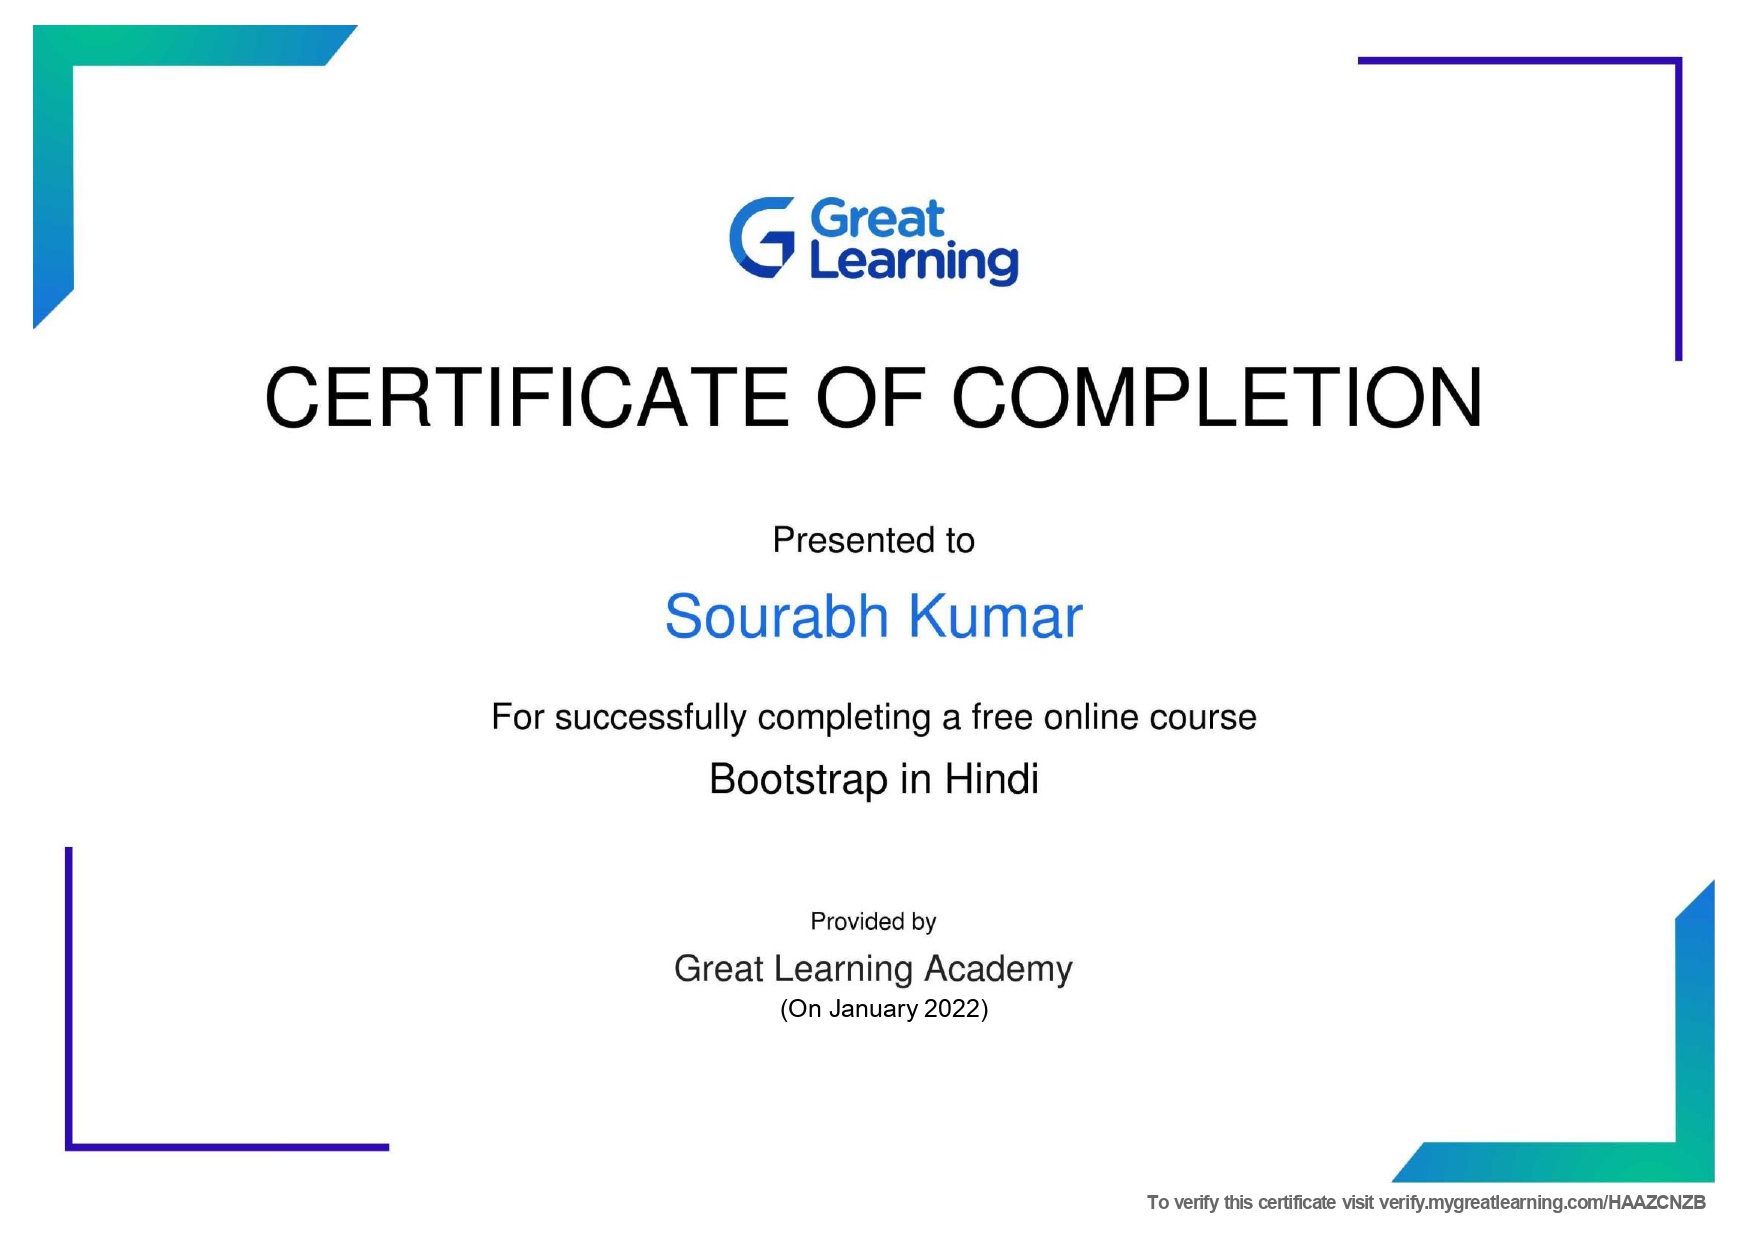 Great
Learning
CERTIFICATE OF COMPLETION
Presented to
Sourabh Kumar
For successfully completing a free online course
Bootstrap in Hindi
Provided by
Great Learning Academy
(On January 2022)
To verify this certificate visit verify.mygreatlearning.com/HAAZCNZB